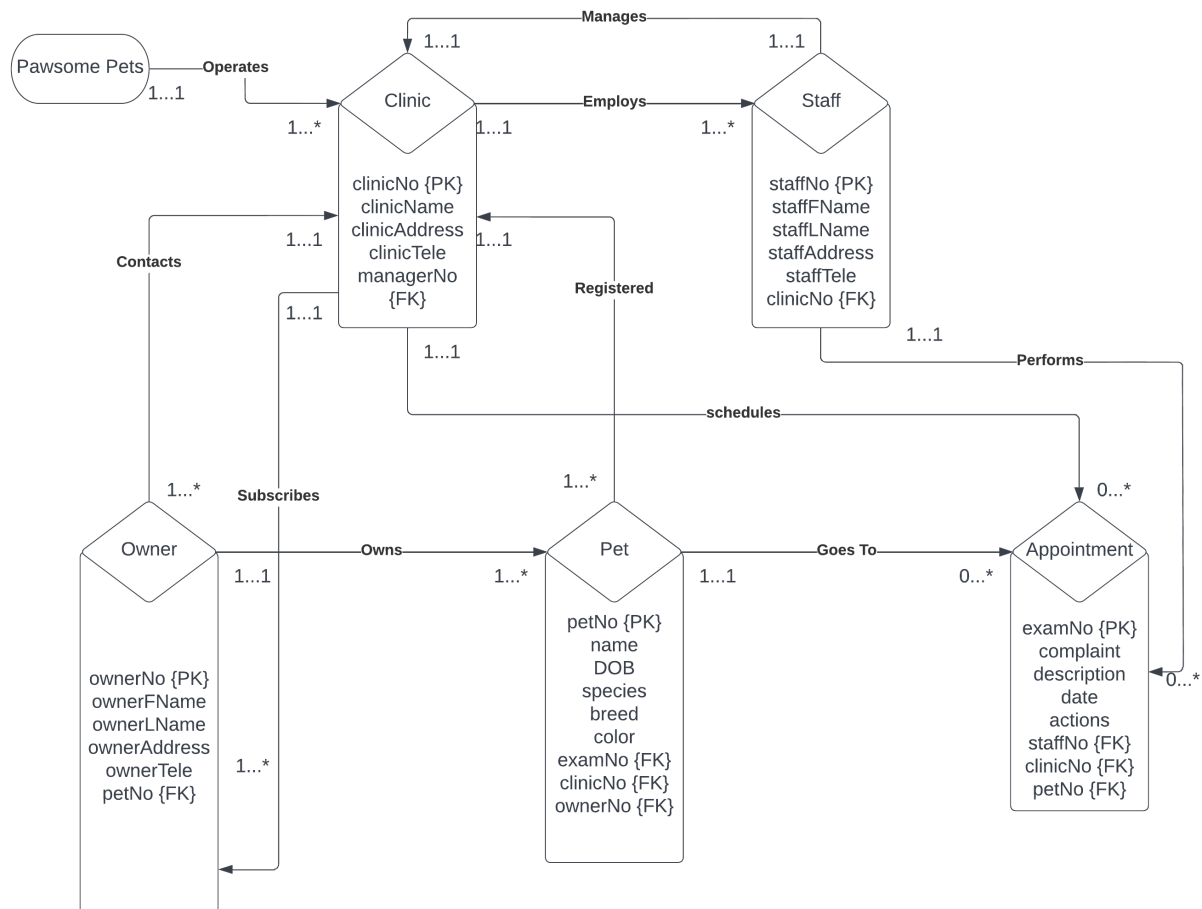 Manages
1...1
1...1
Pawsome Pets
Operates
1...1
1...*
Clinic
Employs
1...1
1...*
Staff
clinicNo {PK}
clinicName
clinicAddress
clinicTele
managerNo
{FK}
staffNo {PK}
staffFName
staffLName
staffAddress
staffTele
clinicNo {FK}
Contacts
1...1
1...1
Registered
1...1
1...1
1...1
Performs
schedules
1...*
Subscribes
1...*
0...*
Owner
Owns
Pet
Goes To
Appointment
1...1
1...*
1...1
0...*
ownerNo {PK}
ownerFName
ownerLName
ownerAddress
ownerTele
petNo {FK}
1...*
petNo {PK}
name
DOB
species
breed
color
examNo {FK}
clinicNo {FK}
ownerNo {FK}
examNo {PK}
complaint
description
date
actions
staffNo {FK}
clinicNo {FK}
petNo {FK}
0...*